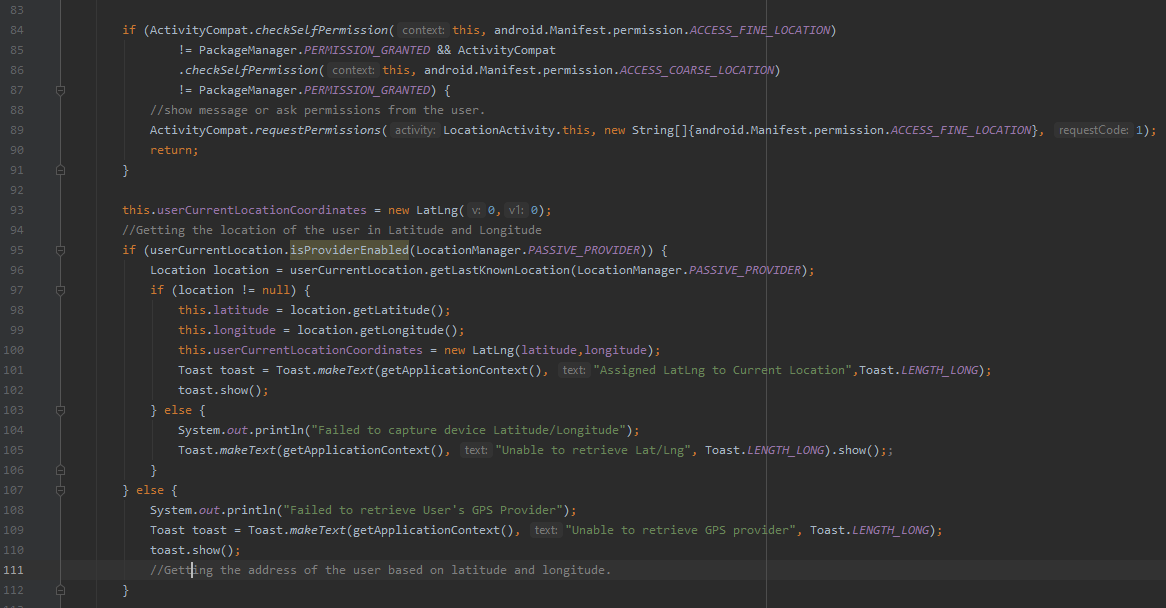 83
84 if (ActivityCompat.checkSelfPermission( context: this, android.Manifest.permission.ACCESS_FINE_LOCATION)
85 != PackageManager.PERMISSION_GRANTED && ActivityCompat
86 .checkSelfPermission( context: this, android.Manifest.permission.ACCESS_COARSE_LOCATION)
87 != PackageManager.PERMISSION_GRANTED) {
88 //show message or ask permissions from the user.
89 ActivityCompat.requestPermissions( activity: LocationActivity.this, new String[]{android.Manifest.permission.ACCESS_FINE_LOCATION}, requestCode: 1);
90 return;
91 }
92
93 this.userCurrentLocationCoordinates = new LatLng( v: 0, v1: 0);
94 //Getting the location of the user in Latitude and Longitude
95 if (userCurrentLocation.isProviderEnabled(LocationManager.PASSIVE_PROVIDER)) {
96 Location location = userCurrentLocation.getLastKnownLocation(LocationManager.PASSIVE_PROVIDER);
97 if (location != null) {
98 this.latitude = location.getLatitude();
99 this.longitude = location.getLongitude();
100 this.userCurrentLocationCoordinates = new LatLng(latitude,longitude);
101 Toast toast = Toast.makeText(getApplicationContext(), text: "Assigned LatLng to Current Location",Toast.LENGTH_LONG);
102 toast.show();
103 } else {
104 System.out.println("Failed to capture device Latitude/Longitude");
105 Toast.makeText(getApplicationContext(), text: "Unable to retrieve Lat/Lng", Toast.LENGTH_LONG).show();;
106 }
107 } else {
108 System.out.println("Failed to retrieve User's GPS Provider");
109 Toast toast = Toast.makeText(getApplicationContext(), text: "Unable to retrieve GPS provider", Toast.LENGTH_LONG);
110 toast.show();
111 //Getting the address of the user based on latitude and longitude.
112 }